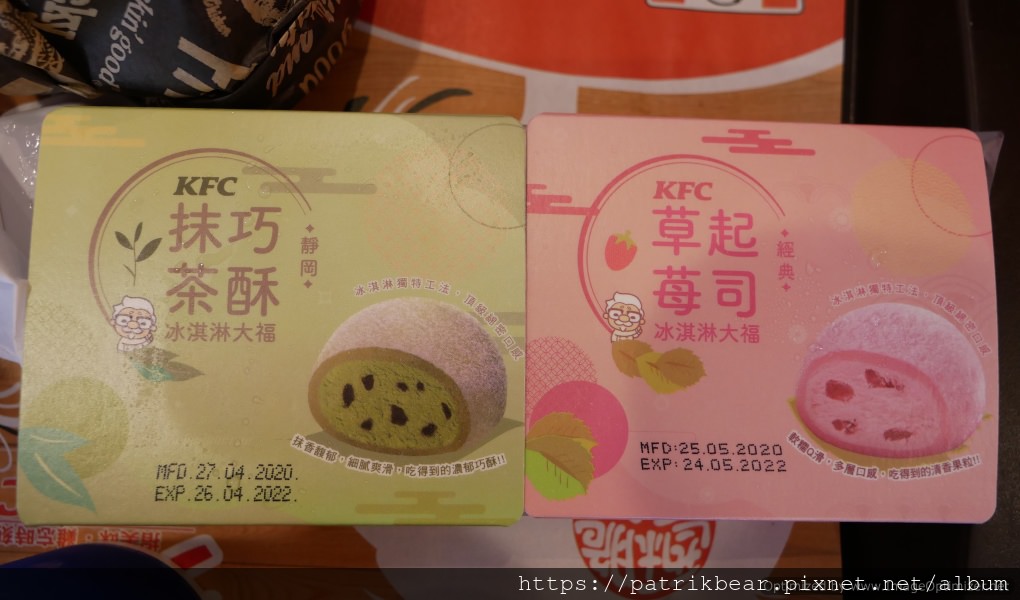 kin'good
KFC
抹巧
茶酥
靜岡
冰淇淋大福
冰淇淋獨特工法·頂級綿密口感
抹香馥郁·細膩爽滑·吃得到的濃郁巧酥!!
MFD.27.04.2020.
EXP.26.04.2022.
KFC
草起
莓司
經典
冰淇淋大福
冰淇淋獨特工法·頂級綿密口感
軟糯Q滑·多層口感·吃得到的清香果粒!!
MFD:25.05.2020
EXP:24.05.2022
https://patrikbear.pixnet.net/album